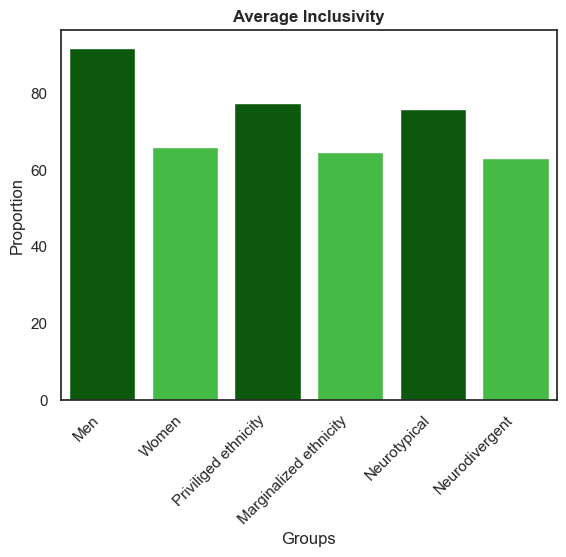 Average Inclusivity
Proportion
80
60
40
20
0
Men
Women
Priviliged ethnicity
Marginalized ethnicity
Neurotypical
Neurodivergent
Groups